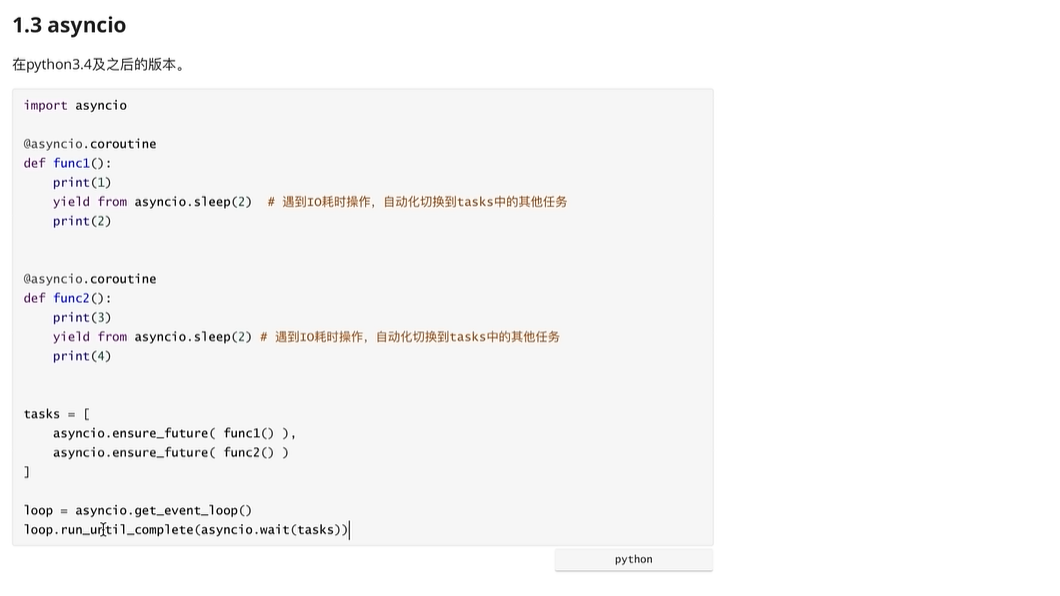 1.3 asyncio
在python3.4及之后的版本。
import asyncio
@asyncio.coroutine
def func1():
    print(1)
    yield from asyncio.sleep(2)  # 遇到IO耗时操作，自动化切换到tasks中的其他任务
    print(2)
@asyncio.coroutine
def func2():
    print(3)
    yield from asyncio.sleep(2) # 遇到IO耗时操作，自动化切换到tasks中的其他任务
    print(4)
tasks = [
    asyncio.ensure_future( func1() ),
    asyncio.ensure_future( func2() )
]
loop = asyncio.get_event_loop()
loop.run_until_complete(asyncio.wait(tasks))
python